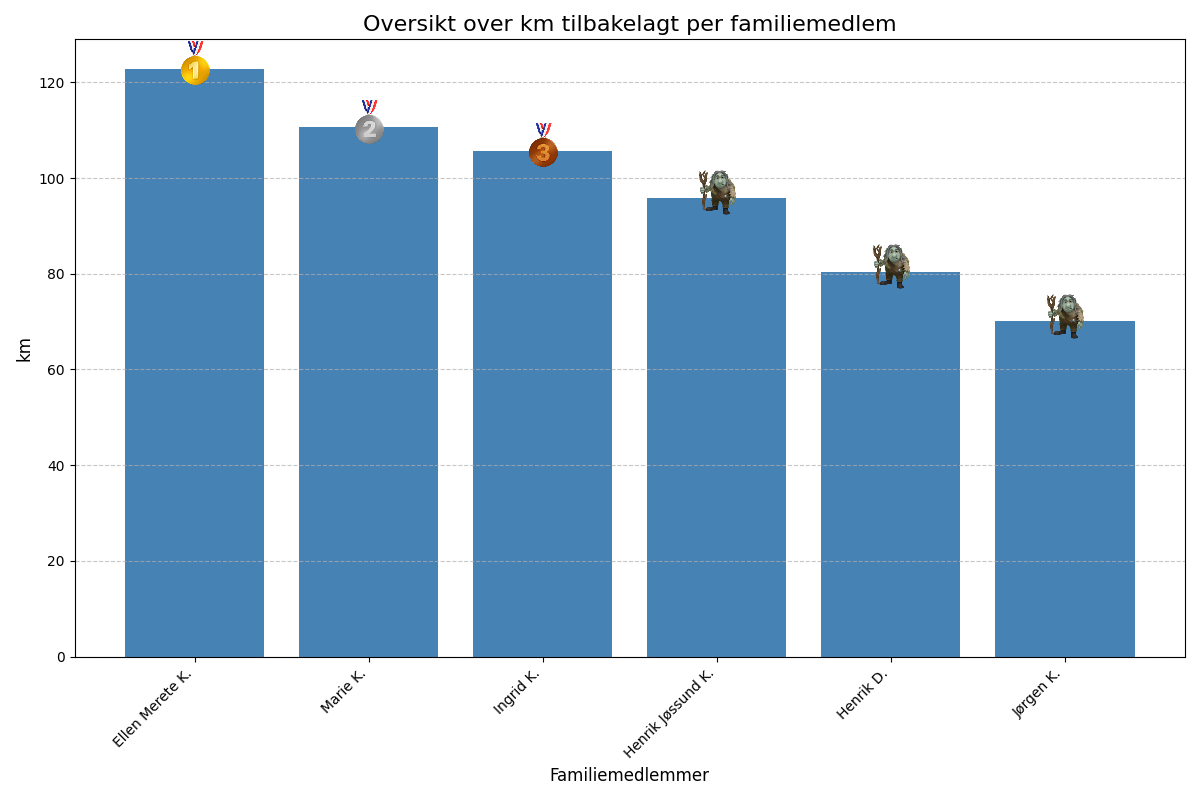 Oversikt over km tilbakelagt per familiemedlem
km
120
100
80
60
40
20
0
1
2
3
Ellen Merete K.
Marie K.
Ingrid K.
Henrik Jøssund K.
Henrik D.
Jørgen K.
Familiemedlemmer